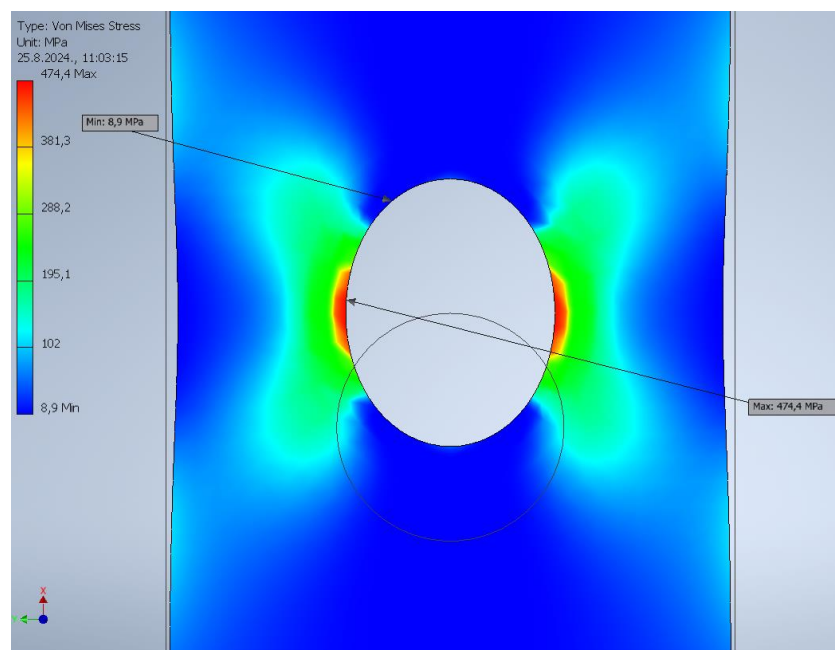 Type: Von Mises Stress
Unit: MPa
25.8.2024., 11:03:15
474,4 Max
Min: 8,9 MPa
381,3
288,2
195,1
102
8,9 Min
Max: 474,4 MPa
X
Y